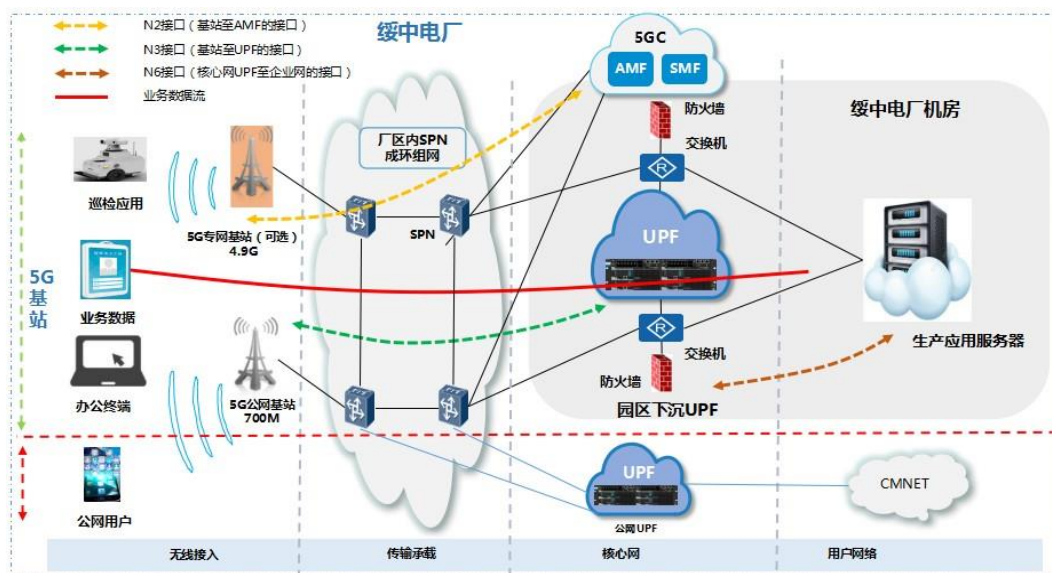 N2接口（基站至AMF的接口）
N3接口（基站至UPF的接口）
N6接口（核心网UPF至企业网的接口）
业务数据流
绥中电厂
5GC
AMF
SMF
防火墙
交换机
绥中电厂机房
厂区内SPN
成环组网
巡检应用
5G专网基站（可选）
4.9G
SPN
UPF
5G
基
站
业务数据
生产应用服务器
交换机
防火墙
办公终端
5G公网基站
700M
园区下沉UPF
UPF
CMNET
公网用户
公网UPF
无线接入
传输承载
核心网
用户网络